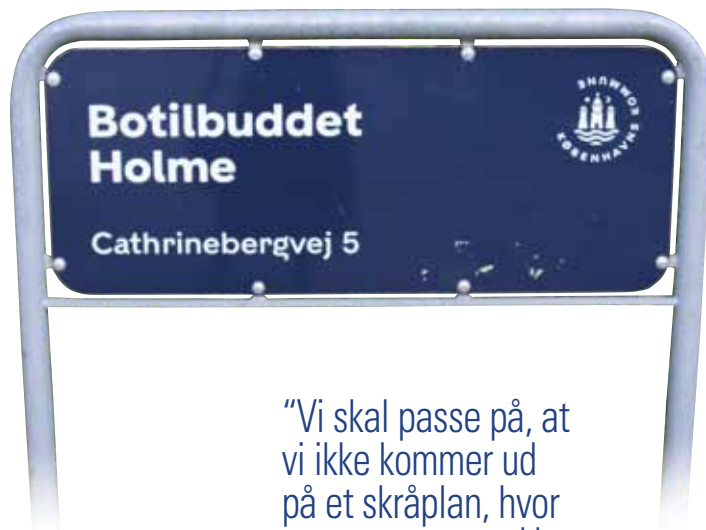 Botilbuddet
Holme
KØBENHAVNS KOMMUNE
Cathrinebergvej 5
“Vi skal passe på, at
vi ikke kommer ud
på et skråplan, hvor